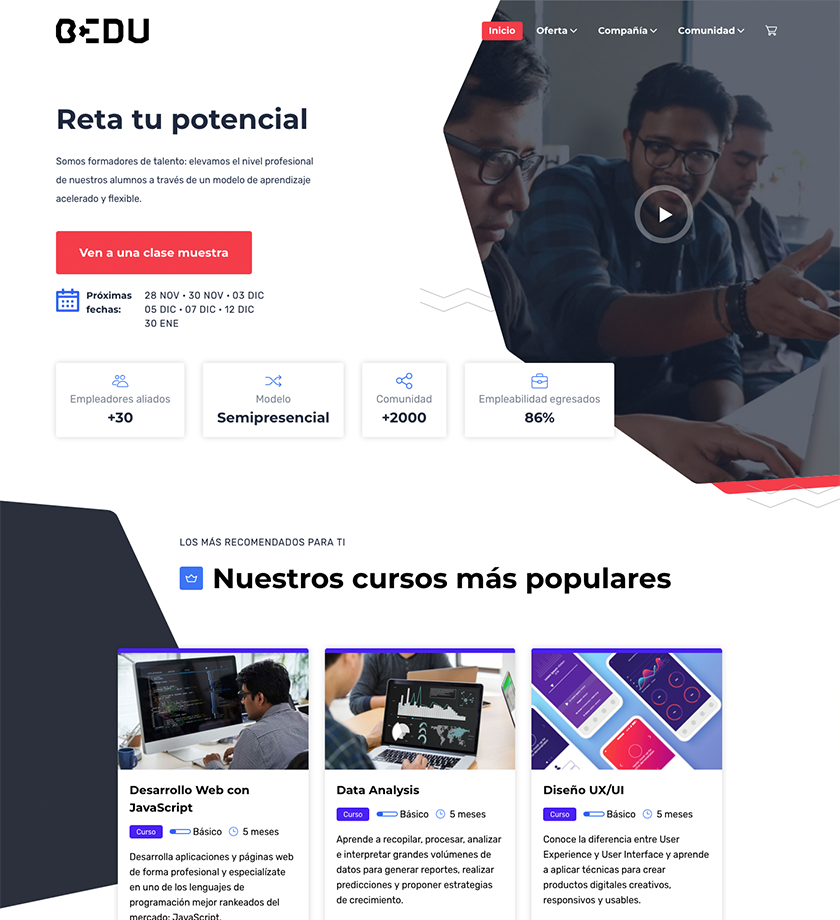 BEDU
Inicio
Oferta
Compañía
Comunidad
Reta tu potencial
Somos formadores de talento: elevamos el nivel profesional
de nuestros alumnos a través de un modelo de aprendizaje
acelerado y flexible.
Ven a una clase muestra
Próximas
fechas:
28 NOV • 30 NOV • 03 DIC
05 DIC • 07 DIC • 12 DIC
30 ENE
Empleadores aliados
+30
Modelo
Semipresencial
Comunidad
+2000
Empleabilidad egresados
86%
LOS MÁS RECOMENDADOS PARA TI
Nuestros cursos más populares
Desarrollo Web con
JavaScript
Curso Básico 5 meses
Desarrolla aplicaciones y páginas web
de forma profesional y especialízate
en uno de los lenguajes de
programación mejor rankeados del
mercado: JavaScript.
Data Analysis
Curso Básico 5 meses
Aprende a recopilar, procesar, analizar
e interpretar grandes volúmenes de
datos para generar reportes, realizar
predicciones y proponer estrategias
de crecimiento.
Diseño UX/UI
Curso Básico 5 meses
Conoce la diferencia entre User
Experience y User Interface y aprende
a aplicar técnicas para crear
productos digitales creativos,
responsivos y usables.